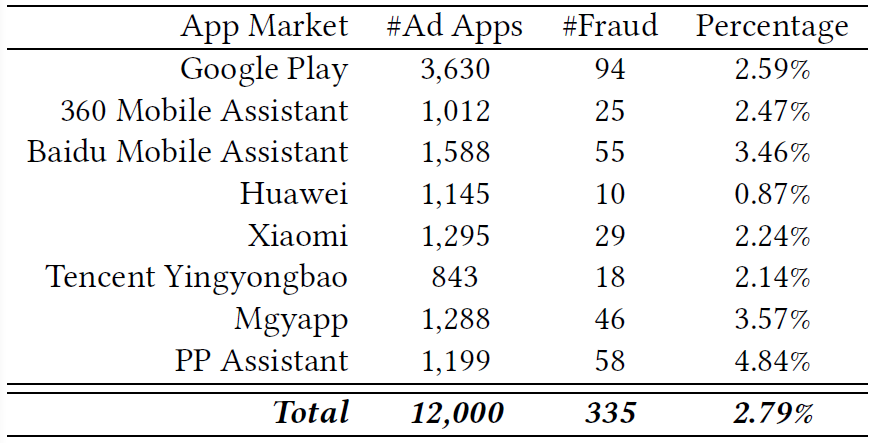 App Market #Ad Apps #Fraud Percentage
Google Play 3,630 94 2.59%
360 Mobile Assistant 1,012 25 2.47%
Baidu Mobile Assistant 1,588 55 3.46%
Huawei 1,145 10 0.87%
Xiaomi 1,295 29 2.24%
Tencent Yingyongbao 843 18 2.14%
Mgyapp 1,288 46 3.57%
PP Assistant 1,199 58 4.84%
Total 12,000 335 2.79%